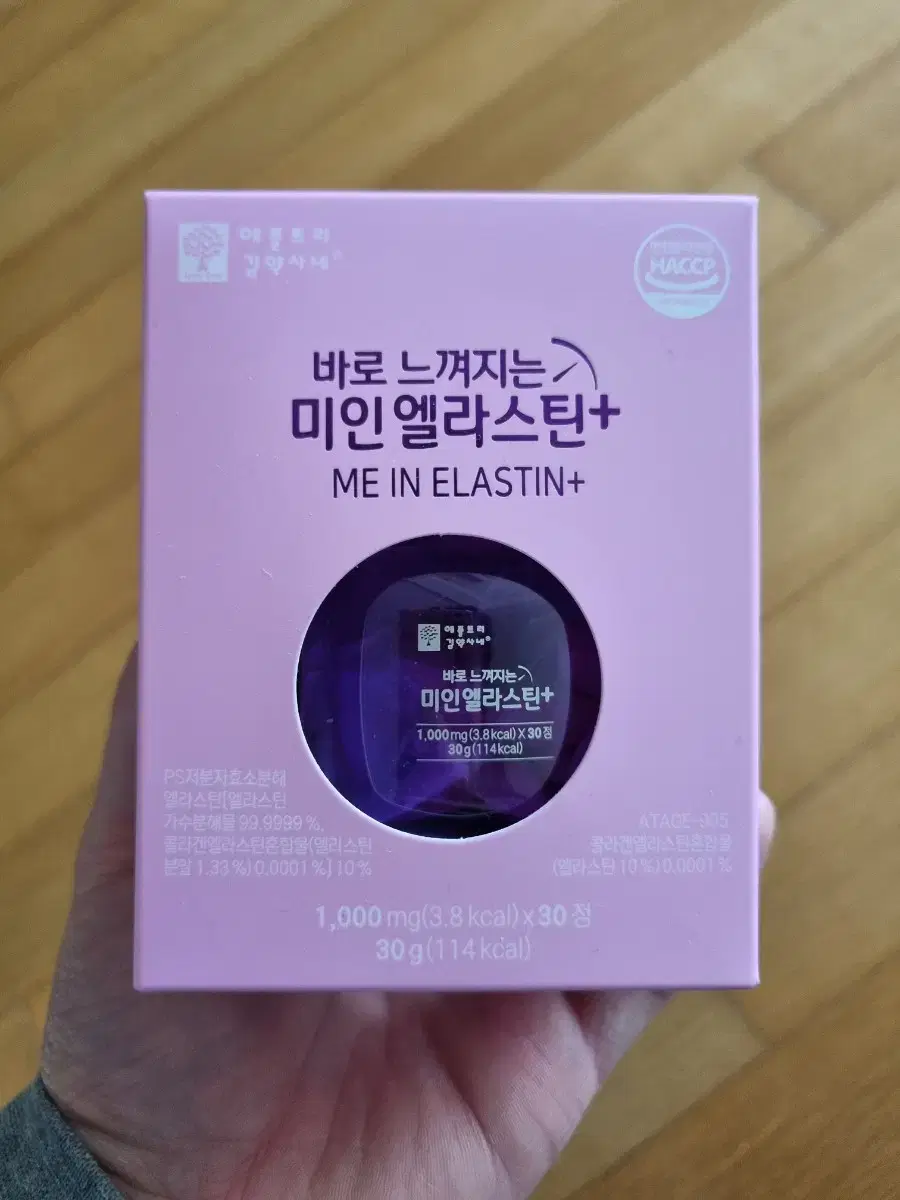 애플트리
김약사네®
HACCP
바로 느껴지는
미인 엘라스틴+
ME IN ELASTIN+
애플트리
김약사네®
바로 느껴지는
미인 엘라스틴+
1,000mg(3.8kcal) X 30정
30g(114kcal)
PS저분자효소분해
엘라스틴[엘라스틴
가수분해물 99.9999 %,
콜라겐엘라스틴혼합물(엘라스틴
분말 1.33 %) 0.0001 %] 10 %
ATAGE-305
콜라겐엘라스틴혼합물
(엘라스틴 10 %) 0.0001 %
1,000 mg(3.8 kcal) x 30 정
30 g(114 kcal)